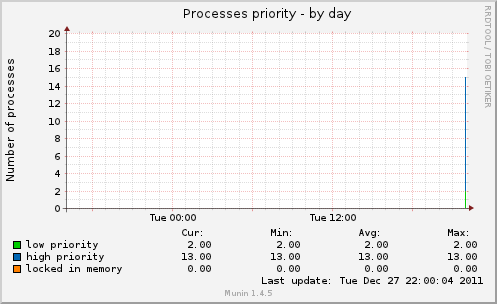 Processes priority - by day
RRDTOOL / TOBI OETIKER
Number of processes
20
18
16
14
12
10
8
6
4
2
0
Tue 00:00 Tue 12:00
Cur: Min: Avg: Max:
low priority 2.00 2.00 2.00 2.00
high priority 13.00 13.00 13.00 13.00
locked in memory 0.00 0.00 0.00 0.00
Last update: Tue Dec 27 22:00:04 2011
Munin 1.4.5